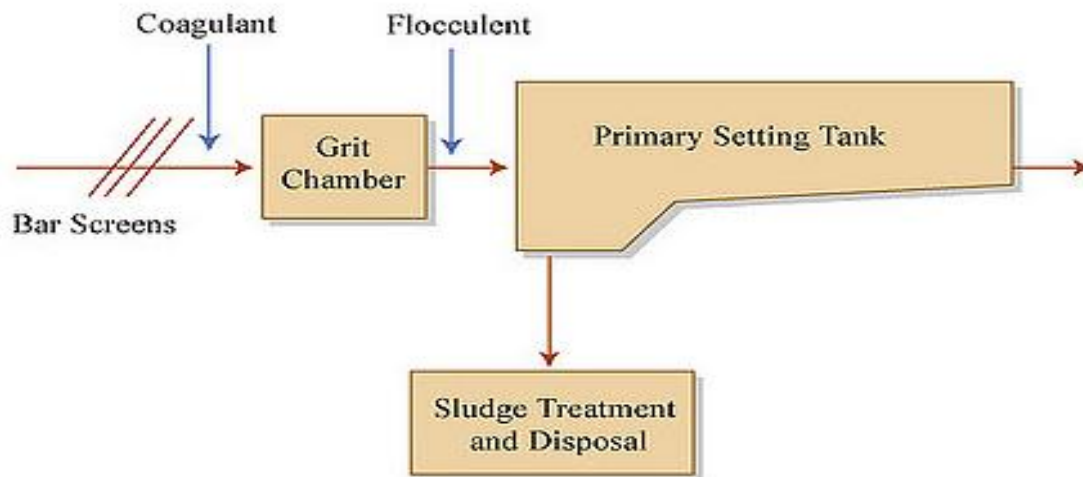 Coagulant
Flocculent
Bar Screens
Grit
Chamber
Primary Setting Tank
Sludge Treatment
and Disposal